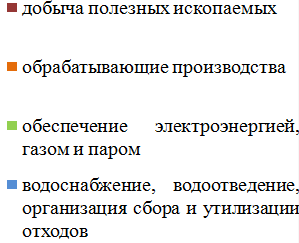 добыча полезных ископаемых
обрабатывающие производства
обеспечение электроэнергией,
газом и паром
водоснабжение, водоотведение,
организация сбора и утилизации
отходов